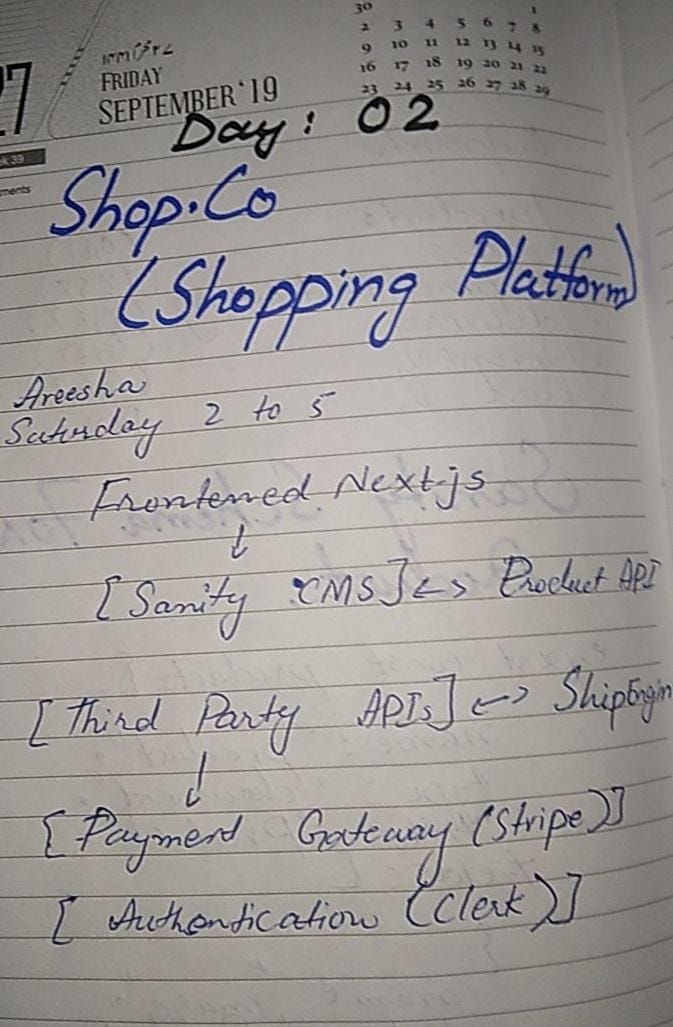 30 1
2 3 4 5 6 7 8
9 10 11 12 13 14 15
16 17 18 19 20 21 22
23 24 25 26 27 28 29
27
FRIDAY
SEPTEMBER'19
Day: 02
Shop.Co
(Shopping Platform)
Areesha
Saturday 2 to 5
Frontened Next.js
↓
[Sanity CMS] <-> Product API
[Third Party APIs] <-> ShipEngin
↓
[Payment Gateway (Stripe)]
[Authentication (Clerk)]